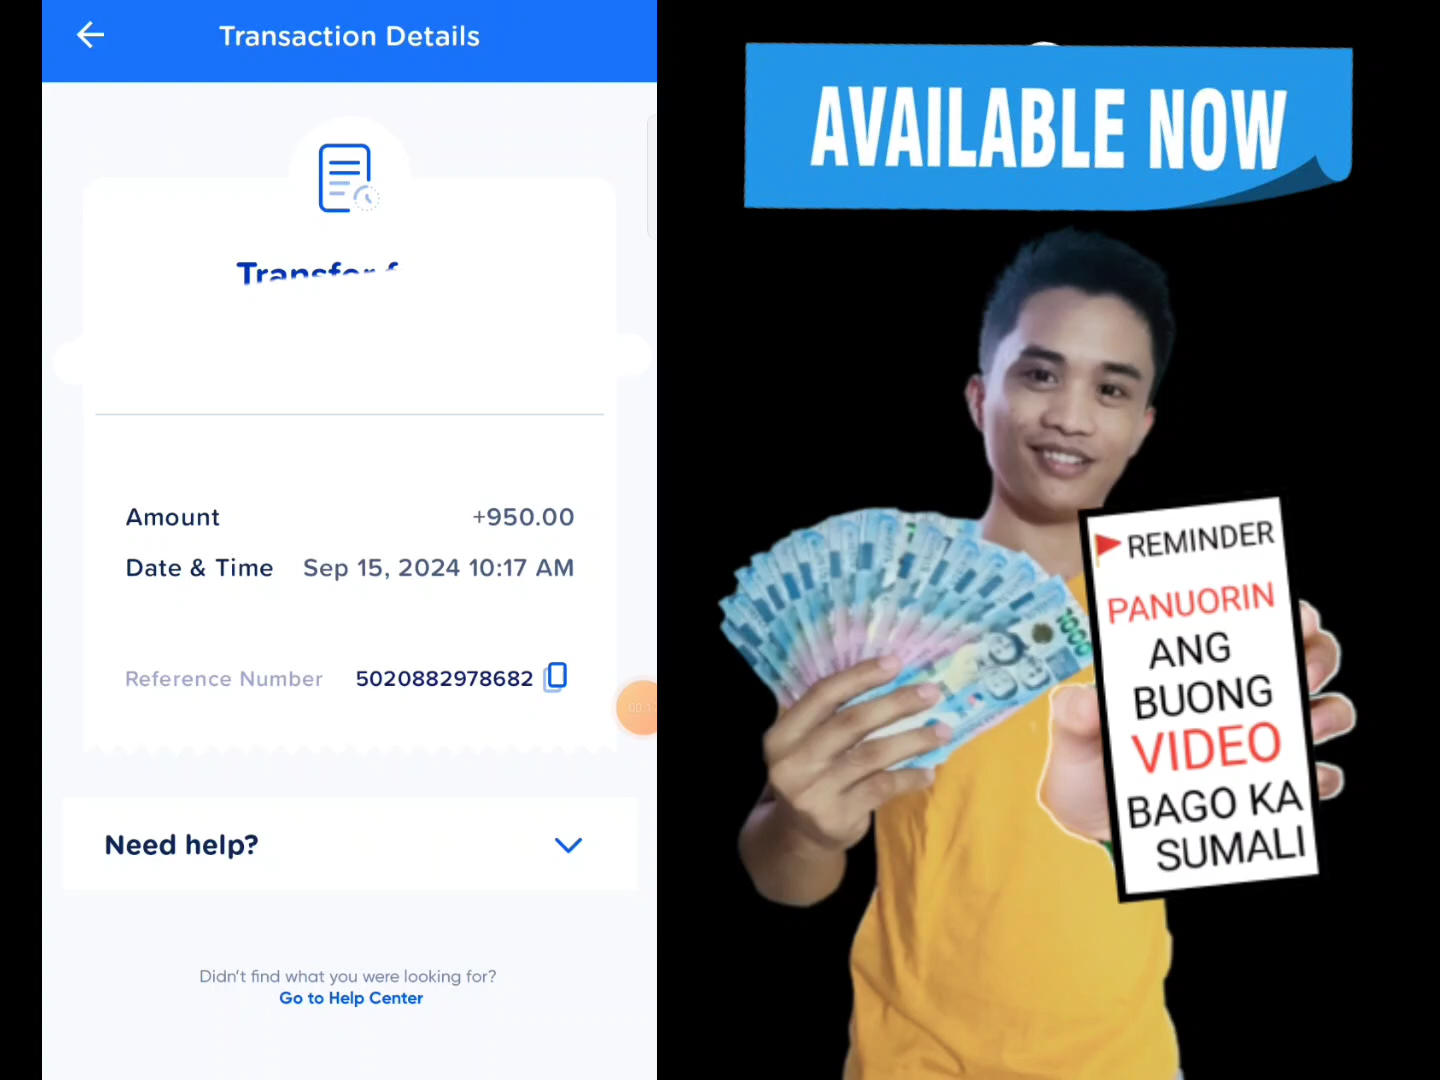 Transaction Details
Amount +950.00
Date & Time Sep 15, 2024 10:17 AM
Reference Number 5020882978682
Need help?
Didn't find what you were looking for?
Go to Help Center
AVAILABLE NOW
1000
REMINDER
PANUORIN
ANG
BUONG
VIDEO
BAGO KA
SUMALI